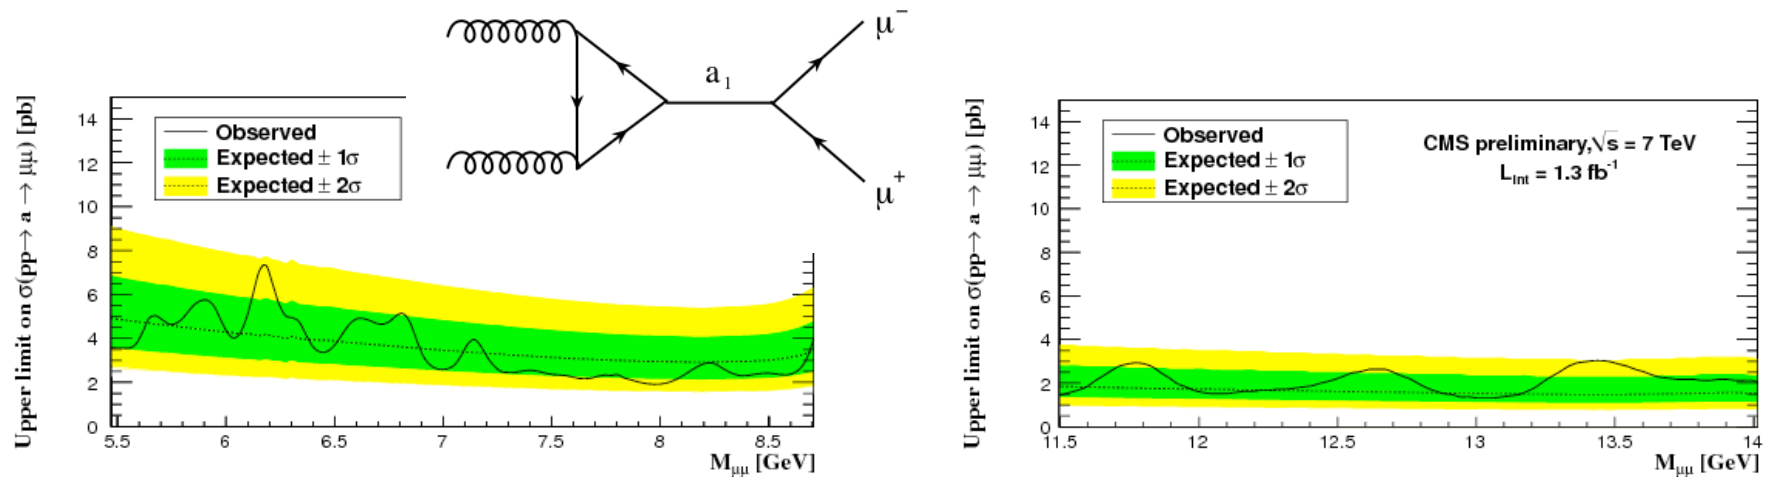 μ⁻
a₁
μ⁺
Upper limit on σ(pp→ a → μμ) [pb]
14
12
10
8
6
4
2
0
Observed
Expected ± 1σ
Expected ± 2σ
5.5 6 6.5 7 7.5 8 8.5
M_μμ [GeV]
Upper limit on σ(pp→ a → μμ) [pb]
14
12
10
8
6
4
2
0
Observed
Expected ± 1σ
Expected ± 2σ
CMS preliminary,√s = 7 TeV
L_Int = 1.3 fb⁻¹
11.5 12 12.5 13 13.5 14
M_μμ [GeV]